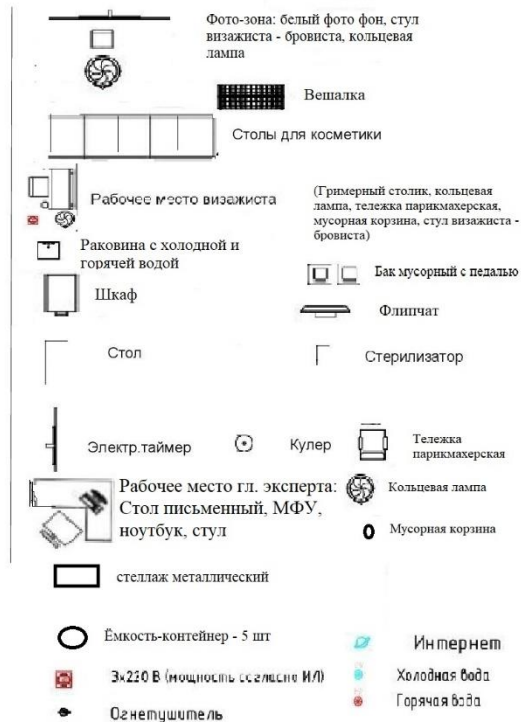 Фото-зона: белый фото фон, стул
визажиста - бровиста, кольцевая
лампа
Вешалка
Столы для косметики
Рабочее место визажиста
(Гримерный столик, кольцевая
лампа, тележка парикмахерская,
мусорная корзина, стул визажиста -
бровиста)
Раковина с холодной и
горячей водой
Бак мусорный с педалью
Шкаф
Флипчат
Стол
Стерилизатор
Электр.таймер
Кулер
Тележка
парикмахерская
Рабочее место гл. эксперта:
Стол письменный, МФУ,
ноутбук, стул
Кольцевая лампа
Мусорная корзина
стеллаж металлический
Ёмкость-контейнер - 5 шт
Интернет
3х220 В (мощность согласно ИЛ)
Холодная вода
Огнетушитель
Горячая вода